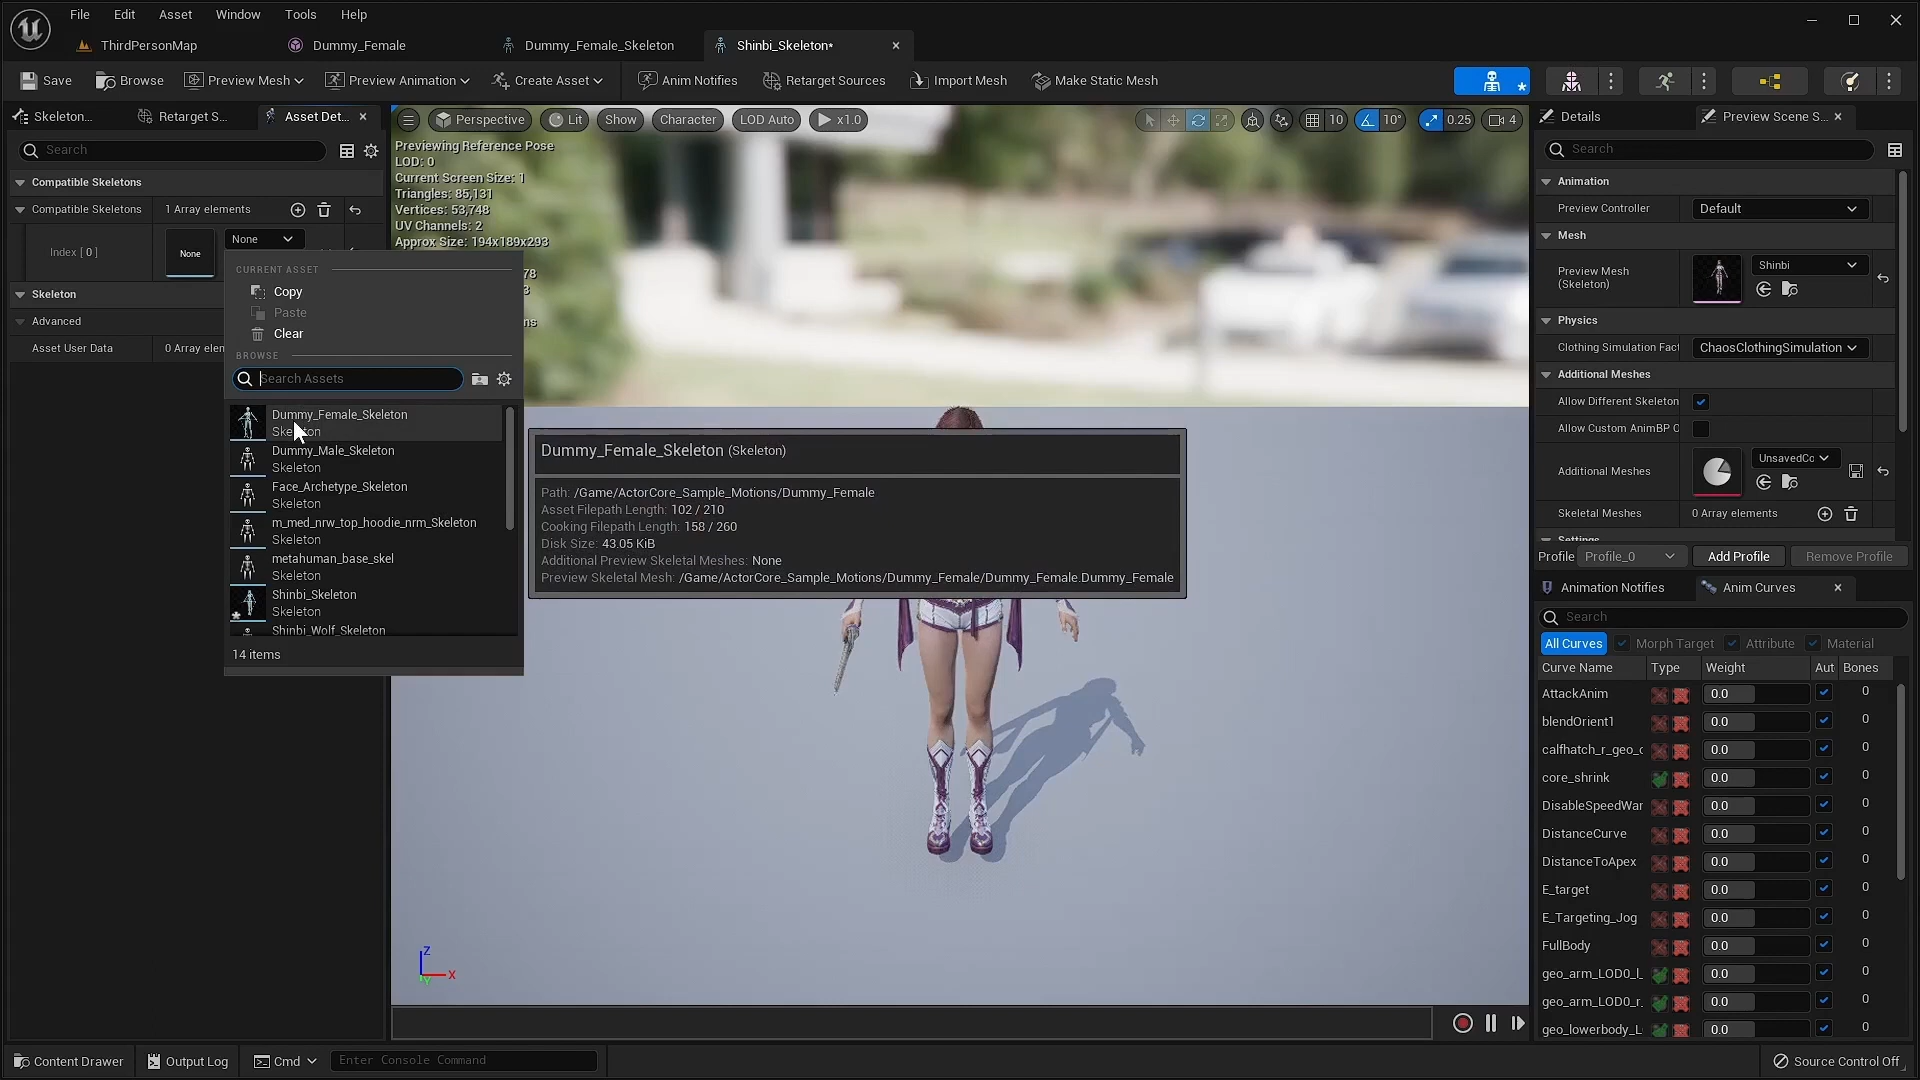 File Edit Asset Window Tools Help
ThirdPersonMap Dummy_Female Dummy_Female_Skeleton Shinbi_Skeleton*
Save Browse Preview Mesh Preview Animation Create Asset Anim Notifies Retarget Sources Import Mesh Make Static Mesh
Skeleton... Retarget S... Asset Det...
Search
Compatible Skeletons
Compatible Skeletons 1 Array elements
Index [ 0 ] None None
Skeleton
Advanced
Asset User Data 0 Array elen
CURRENT ASSET
Copy
Paste
Clear
BROWSE
Search Assets
Dummy_Female_Skeleton
Skeleton
Dummy_Male_Skeleton
Skeleton
Face_Archetype_Skeleton
Skeleton
m_med_nrw_top_hoodie_nrm_Skeleton
Skeleton
metahuman_base_skel
Skeleton
Shinbi_Skeleton
Skeleton
Shinbi_Wolf_Skeleton
14 items
Perspective Lit Show Character LOD Auto x1.0 10 10° 0.25 4
Previewing Reference Pose
LOD: 0
Current Screen Size: 1
Triangles: 85,131
Vertices: 53,748
UV Channels: 2
Approx Size: 194x189x293
78
ns
Dummy_Female_Skeleton (Skeleton)
Path: /Game/ActorCore_Sample_Motions/Dummy_Female
Asset Filepath Length: 102 / 210
Cooking Filepath Length: 158 / 260
Disk Size: 43.05 KiB
Additional Preview Skeletal Meshes: None
Preview Skeletal Mesh: /Game/ActorCore_Sample_Motions/Dummy_Female/Dummy_Female.Dummy_Female
Z
X
Details Preview Scene S...
Search
Animation
Preview Controller Default
Mesh
Preview Mesh (Skeleton) Shinbi
Physics
Clothing Simulation Fact ChaosClothingSimulation
Additional Meshes
Allow Different Skeleton
Allow Custom AnimBP O
Additional Meshes UnsavedCo
Skeletal Meshes 0 Array elements
Settings
Profile Profile_0 Add Profile Remove Profile
Animation Notifies Anim Curves
Search
All Curves Morph Target Attribute Material
Curve Name Type Weight Aut Bones
AttackAnim 0.0 0
blendOrient1 0.0 0
calfhatch_r_geo_c 0.0 0
core_shrink 0.0 0
DisableSpeedWar 0.0 0
DistanceCurve 0.0 0
DistanceToApex 0.0 0
E_target 0.0 0
E_Targeting_Jog 0.0 0
FullBody 0.0 0
geo_arm_LOD0_l_ 0.0 0
geo_arm_LOD0_r. 0.0 0
geo_lowerbody_L 0.0 0
Content Drawer Output Log Cmd Enter Console Command Source Control Off